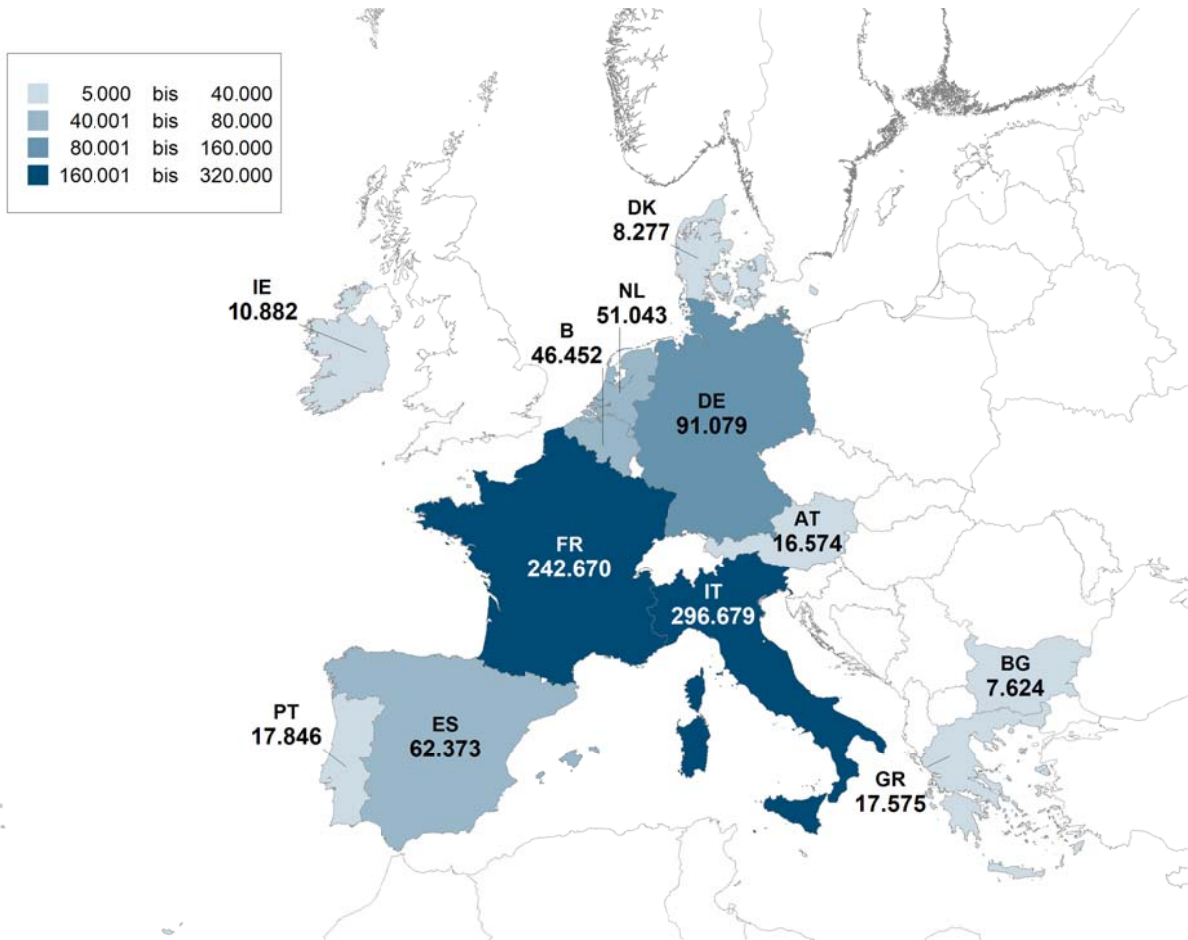 5.000 bis 40.000
40.001 bis 80.000
80.001 bis 160.000
160.001 bis 320.000
DK
8.277
IE
10.882
NL
51.043
B
46.452
DE
91.079
AT
16.574
FR
242.670
IT
296.679
BG
7.624
PT
17.846
ES
62.373
GR
17.575